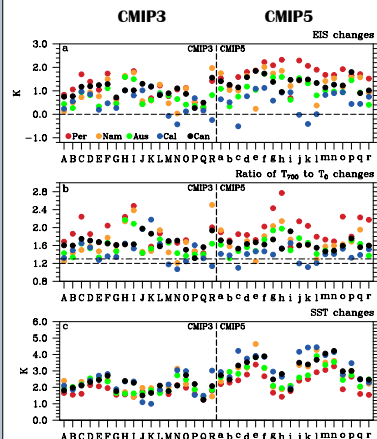 CMIP3 CMIP5
EIS changes
a CMIP3 CMIP5
3.0
2.0
1.0
0.0
−1.0
K
Per Nam Aus Cal Can
A B C D E F G H I J K L M N O P Q R a b c d e f g h i j k l m n o p q r
Ratio of T700 to T0 changes
b CMIP3 CMIP5
2.8
2.4
2.0
1.6
1.2
0.8
A B C D E F G H I J K L M N O P Q R a b c d e f g h i j k l m n o p q r
SST changes
c CMIP3 CMIP5
6.0
5.0
4.0
3.0
2.0
1.0
0.0
K
A B C D E F G H I J K L M N O P Q R a b c d e f g h i j k l m n o p q r